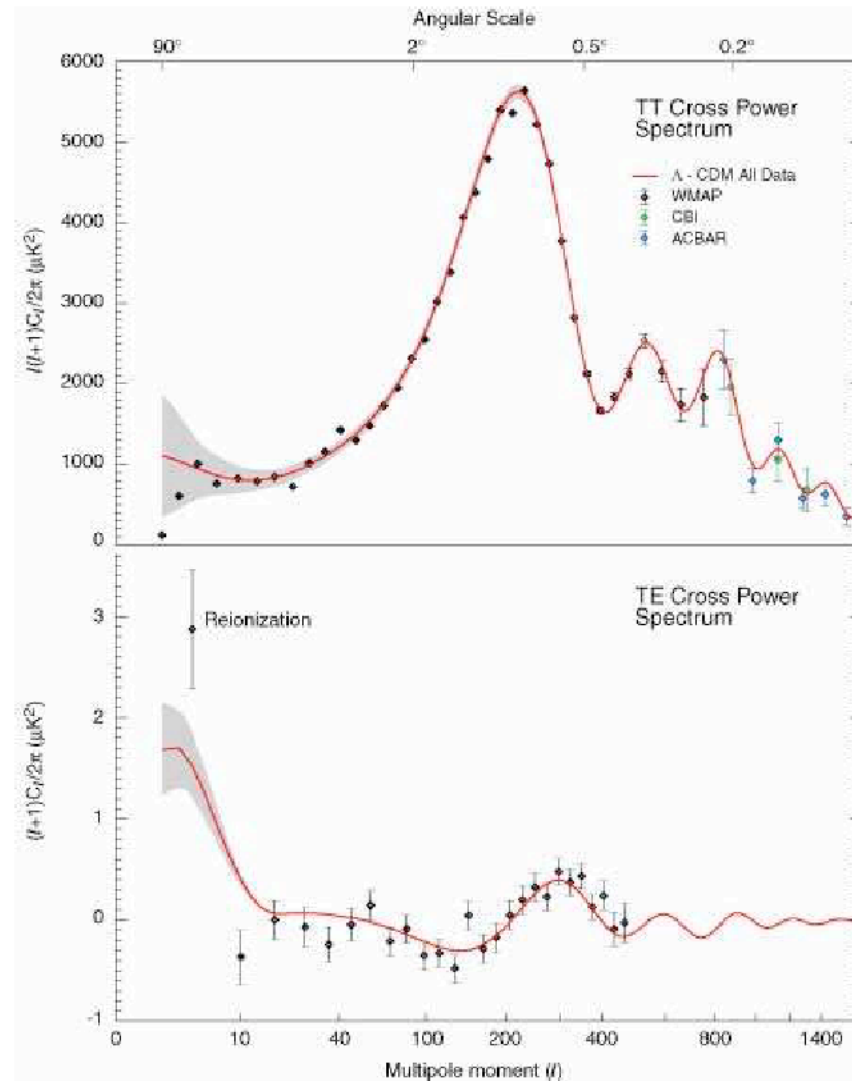 Angular Scale
90° 2° 0.5° 0.2°
6000
5000
4000
3000
2000
1000
0
l(l+1)Cl/2π (μK²)
TT Cross Power
Spectrum
Λ - CDM All Data
WMAP
CBI
ACBAR
3
2
1
0
-1
(l+1)Cl/2π (μK²)
Reionization
TE Cross Power
Spectrum
0 10 40 100 200 400 800 1400
Multipole moment (l)